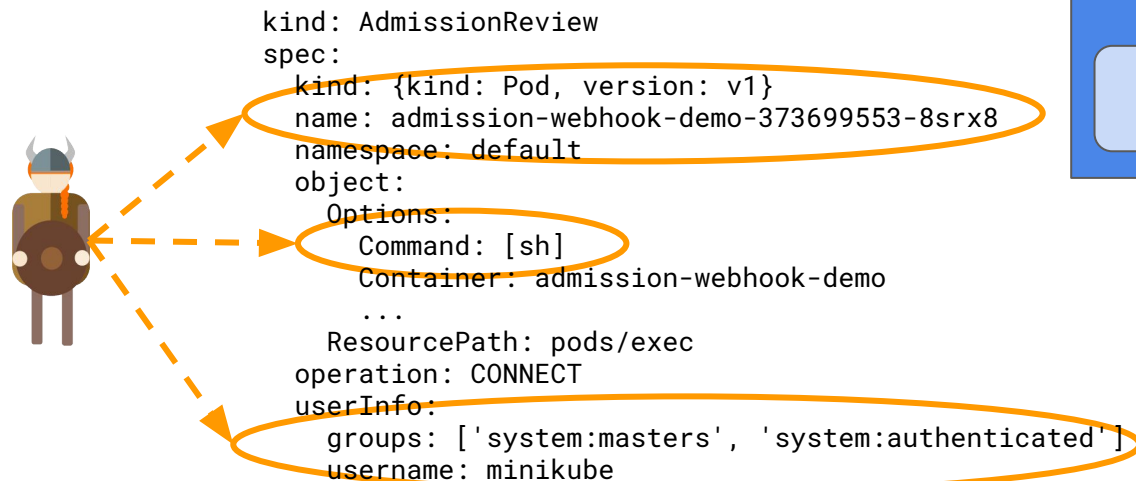 kind: AdmissionReview
spec:
  kind: {kind: Pod, version: v1}
  name: admission-webhook-demo-373699553-8srx8
  namespace: default
  object:
    Options:
      Command: [sh]
      Container: admission-webhook-demo
      ...
    ResourcePath: pods/exec
  operation: CONNECT
  userInfo:
    groups: ['system:masters', 'system:authenticated']
    username: minikube